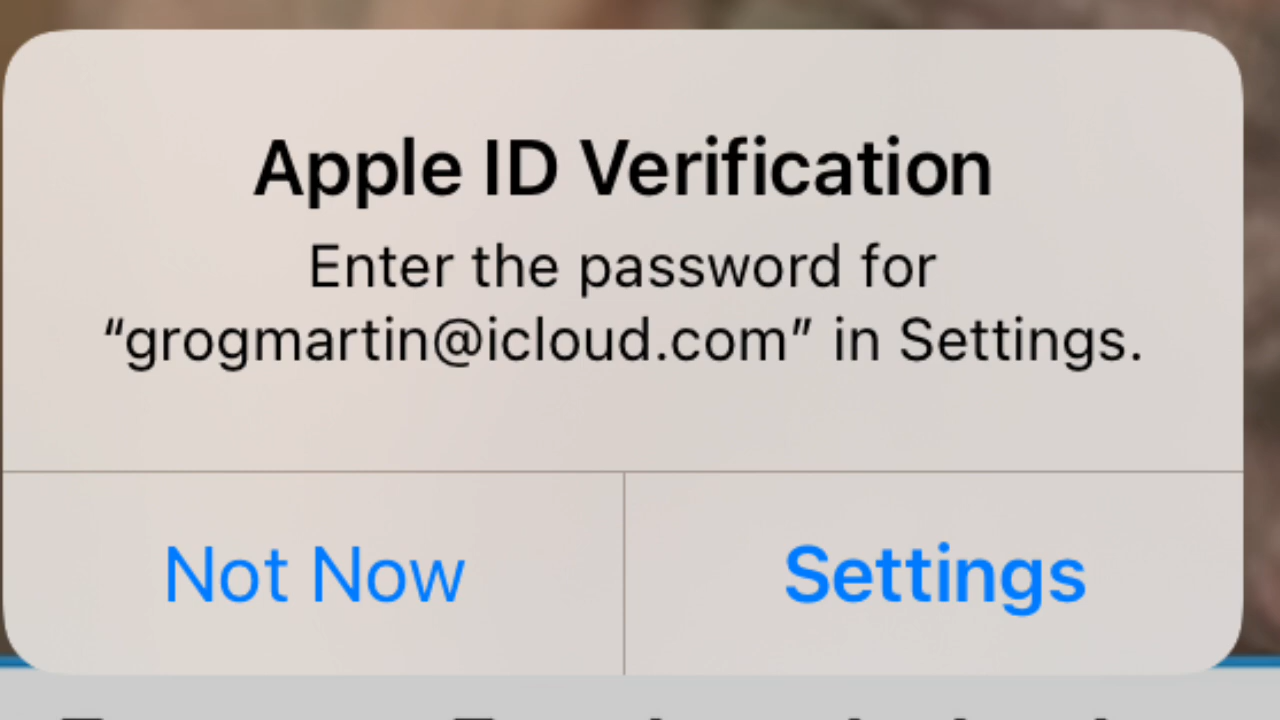 Apple ID Verification
Enter the password for
“grogmartin@icloud.com” in Settings.
Not Now
Settings